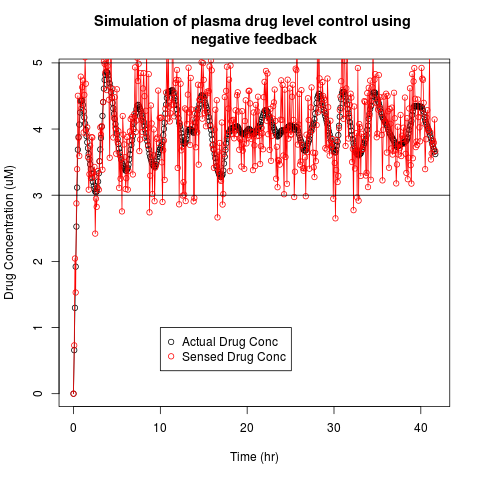 Simulation of plasma drug level control using
negative feedback
Drug Concentration (uM)
5
4
3
2
1
0
Actual Drug Conc
Sensed Drug Conc
0 10 20 30 40
Time (hr)